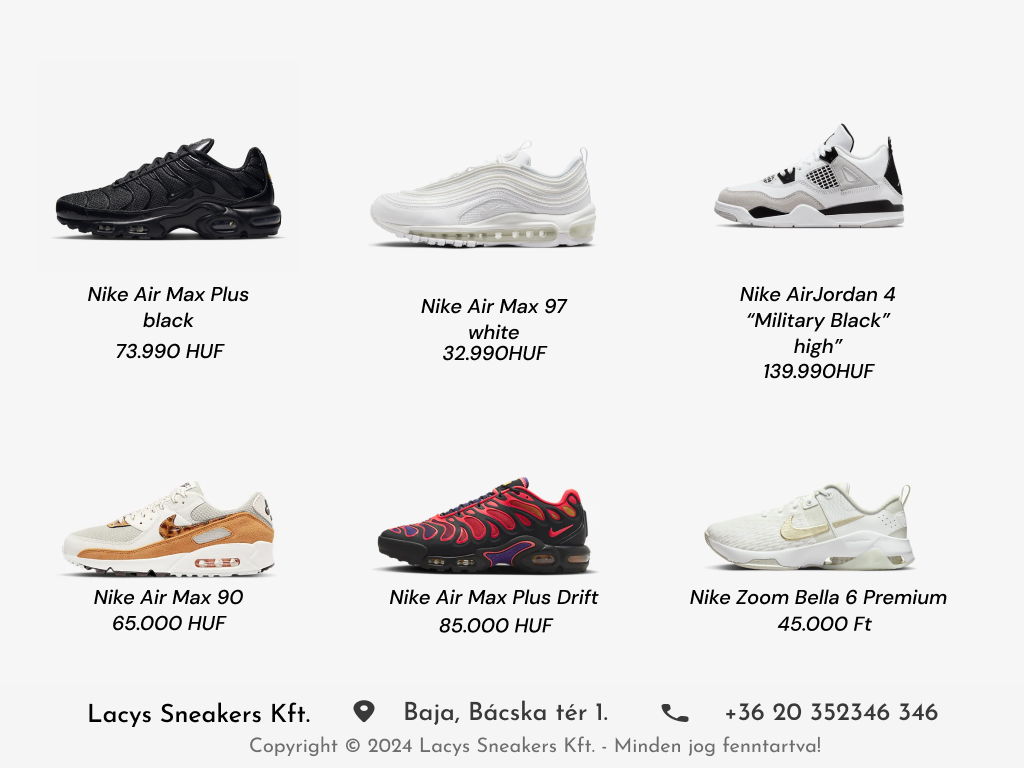 Nike Air Max Plus
black
73.990 HUF
Nike Air Max 97
white
32.990HUF
Nike AirJordan 4
“Military Black”
high”
139.990HUF
Nike Air Max 90
65.000 HUF
Nike Air Max Plus Drift
85.000 HUF
Nike Zoom Bella 6 Premium
45.000 Ft
Lacys Sneakers Kft.
Baja, Bácska tér 1.
+36 20 352346 346
Copyright © 2024 Lacys Sneakers Kft. - Minden jog fenntartva!